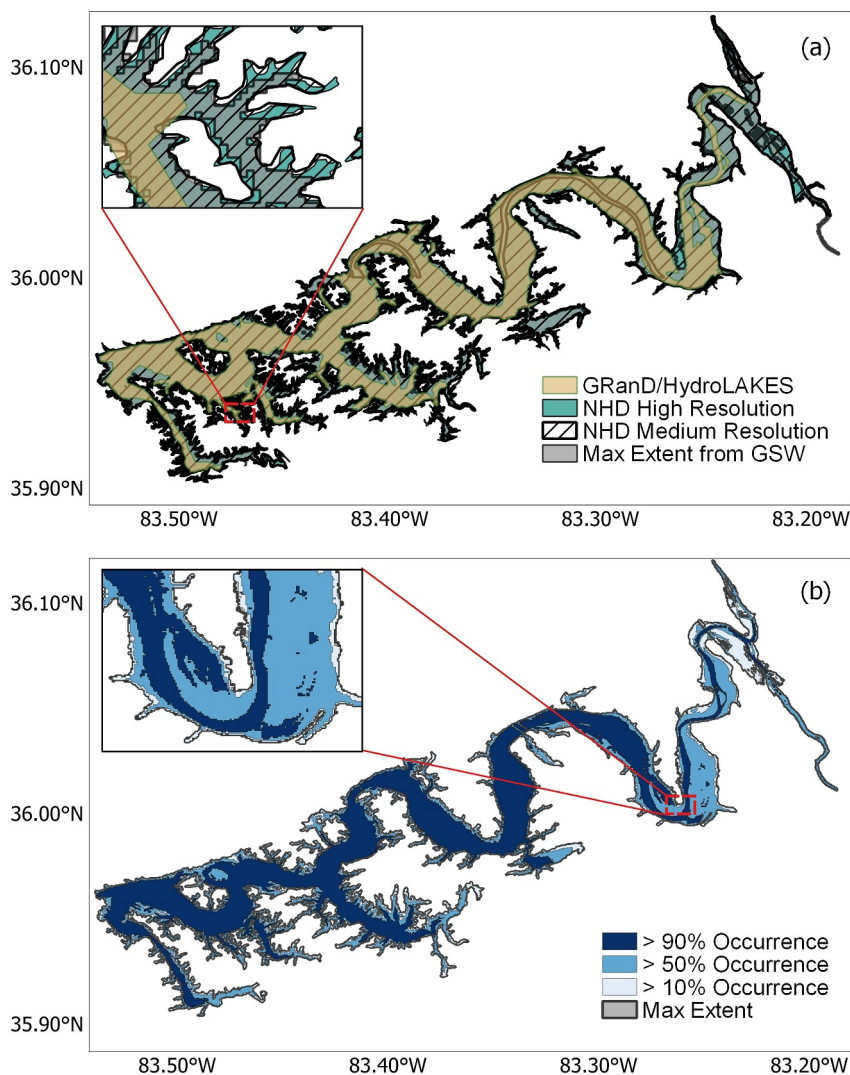 (a)
36.10°N
36.00°N
35.90°N
GRanD/HydroLAKES
NHD High Resolution
NHD Medium Resolution
Max Extent from GSW
83.50°W 83.40°W 83.30°W 83.20°W
(b)
36.10°N
36.00°N
35.90°N
> 90% Occurrence
> 50% Occurrence
> 10% Occurrence
Max Extent
83.50°W 83.40°W 83.30°W 83.20°W